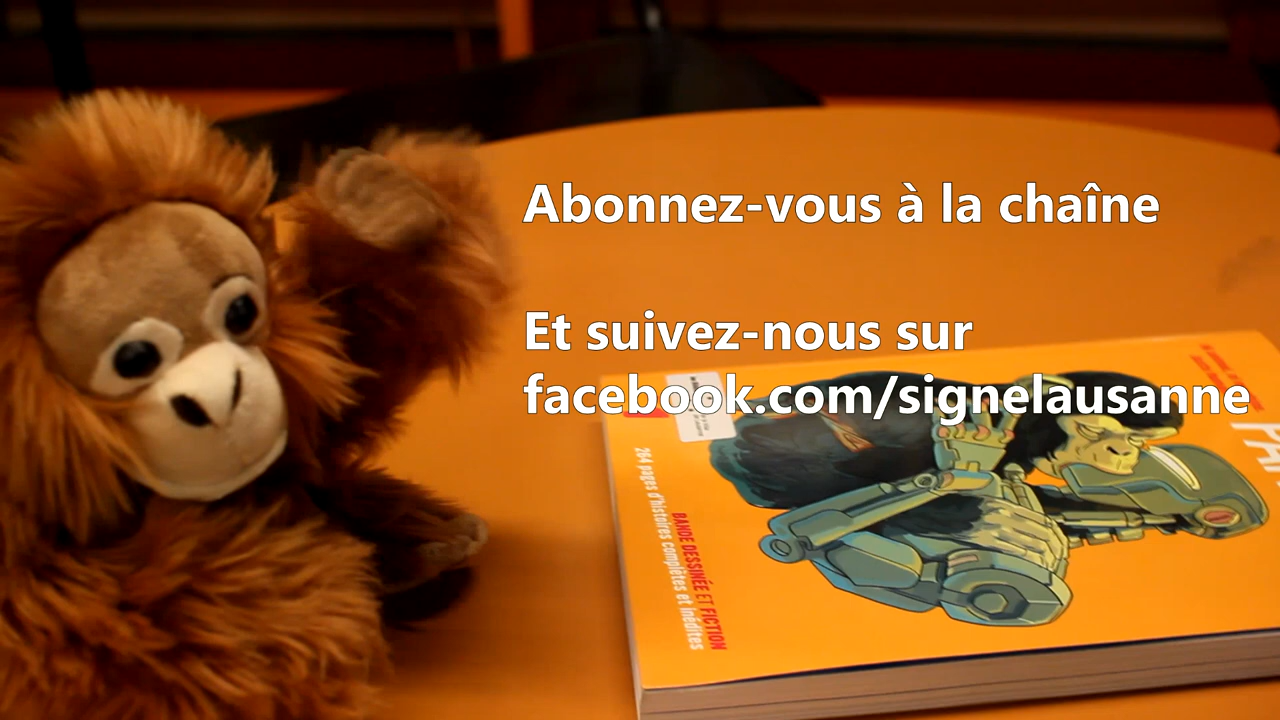 Abonnez-vous à la chaîne
Et suivez-nous sur
facebook.com/signelausanne
BANDE DESSINÉE ET FICTION
264 pages d'histoires complètes et inédites